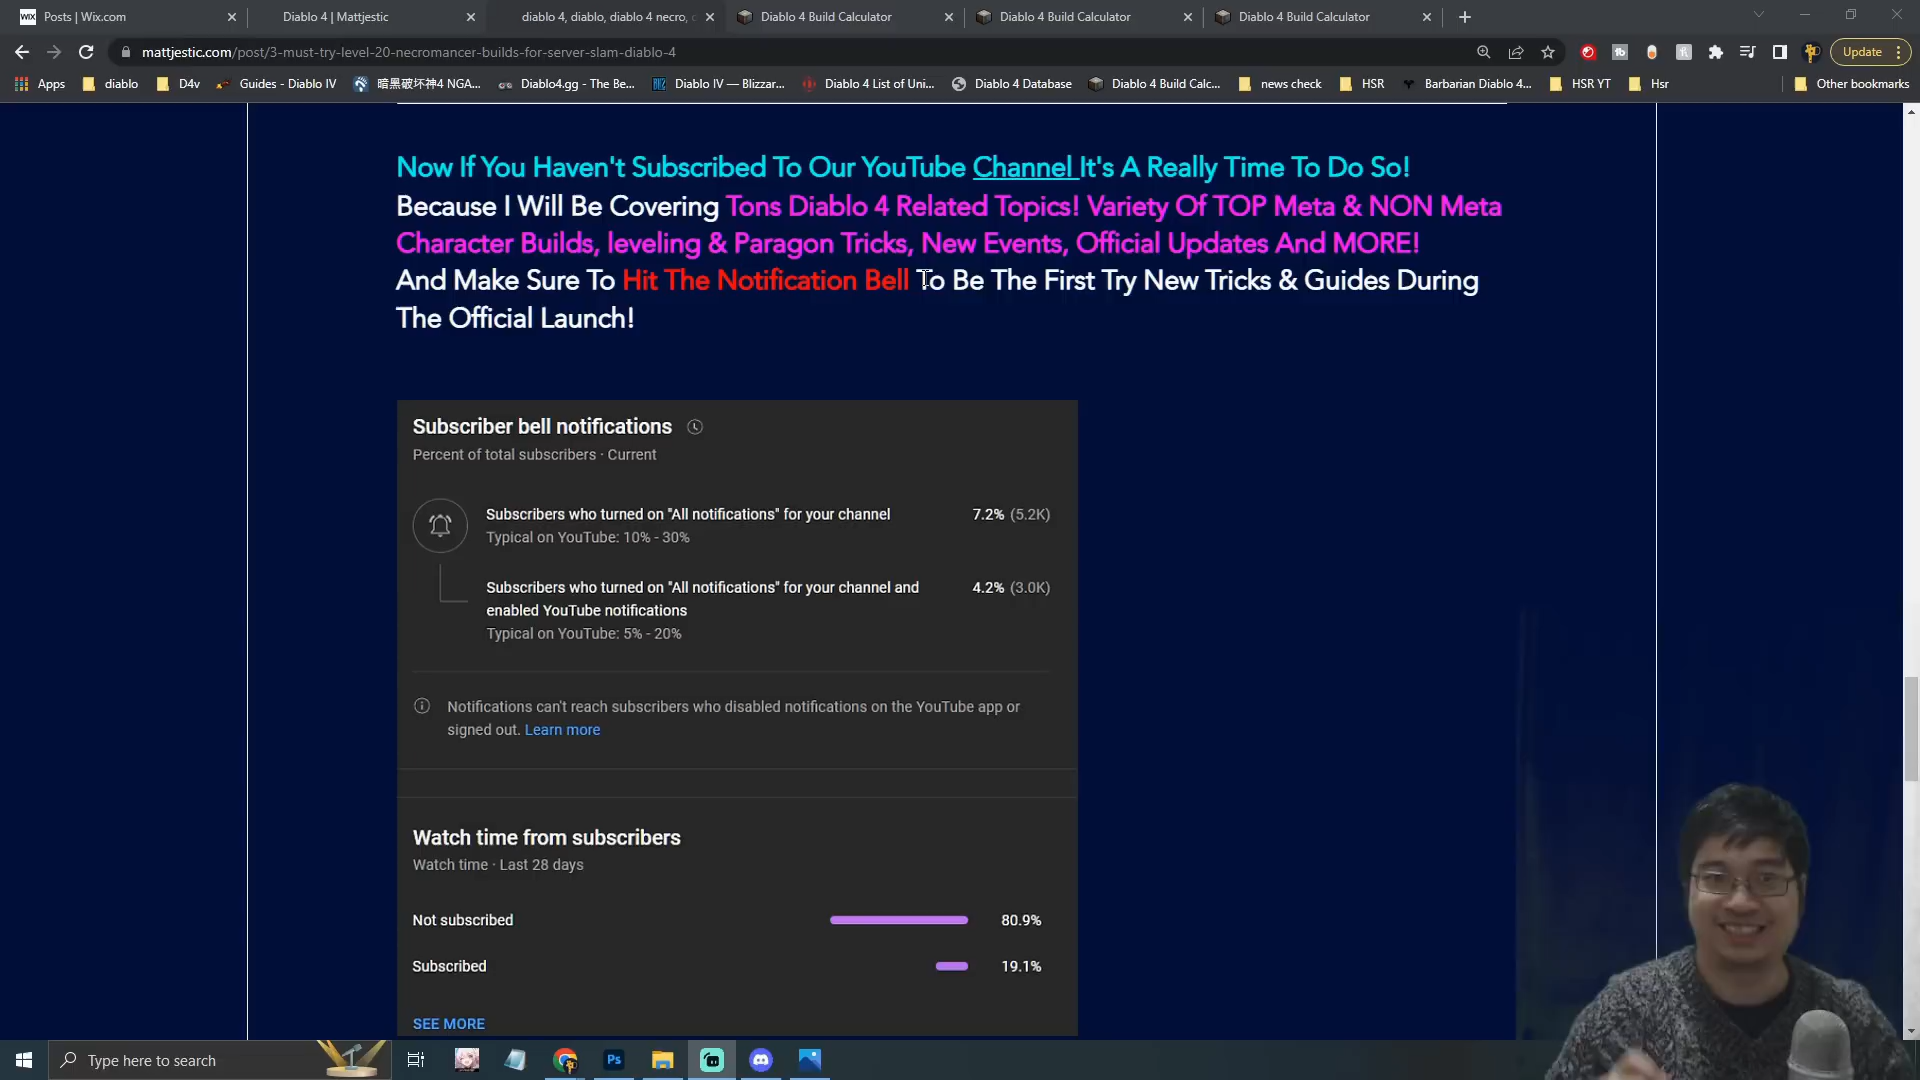 Posts | Wix.com
Diablo 4 | Mattjestic
diablo 4, diablo, diablo 4 necro,
Diablo 4 Build Calculator
Diablo 4 Build Calculator
Diablo 4 Build Calculator
mattjestic.com/post/3-must-try-level-20-necromancer-builds-for-server-slam-diablo-4
Update
Apps
diablo
D4v
Guides - Diablo IV
暗黑破坏神4 NGA...
Diablo4.gg - The Be...
Diablo IV — Blizzar...
Diablo 4 List of Uni...
Diablo 4 Database
Diablo 4 Build Calc...
news check
HSR
Barbarian Diablo 4...
HSR YT
Hsr
Other bookmarks
Now If You Haven't Subscribed To Our YouTube Channel It's A Really Time To Do So!
Because I Will Be Covering Tons Diablo 4 Related Topics! Variety Of TOP Meta & NON Meta
Character Builds, leveling & Paragon Tricks, New Events, Official Updates And MORE!
And Make Sure To Hit The Notification Bell To Be The First Try New Tricks & Guides During
The Official Launch!
Subscriber bell notifications
Percent of total subscribers · Current
Subscribers who turned on "All notifications" for your channel 7.2% (5.2K)
Typical on YouTube: 10% - 30%
Subscribers who turned on "All notifications" for your channel and 4.2% (3.0K)
enabled YouTube notifications
Typical on YouTube: 5% - 20%
Notifications can't reach subscribers who disabled notifications on the YouTube app or
signed out. Learn more
Watch time from subscribers
Watch time · Last 28 days
Not subscribed 80.9%
Subscribed 19.1%
SEE MORE
Type here to search
Ps